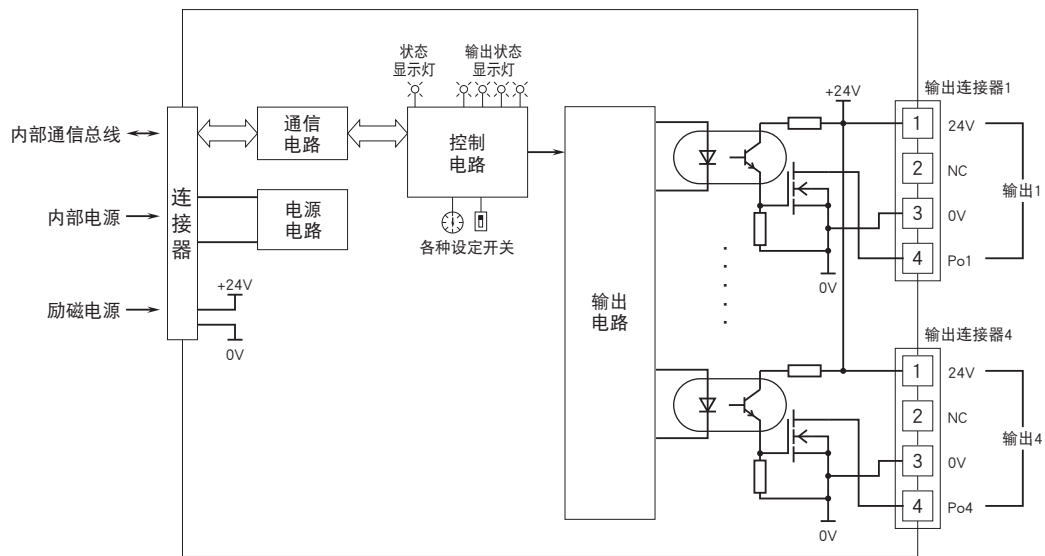 状态
显示灯
输出状态
显示灯
+24V
输出连接器1
内部通信总线
通信
电路
控制
电路
1
24V
2
NC
输出1
连接器
内部电源
电源
电路
3
0V
各种设定开关
4
Po1
0V
励磁电源
+24V
0V
输出
电路
输出连接器4
+24V
1
24V
2
NC
输出4
3
0V
4
Po4
0V